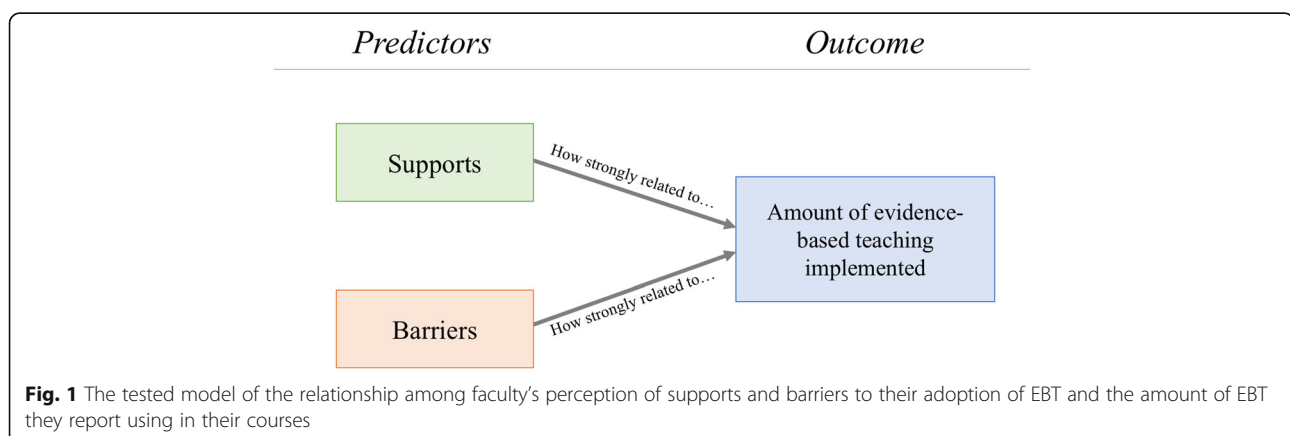 Predictors
Outcome
Supports
How strongly related to…
Amount of evidence-
based teaching
implemented
How strongly related to…
Barriers
Fig. 1 The tested model of the relationship among faculty's perception of supports and barriers to their adoption of EBT and the amount of EBT
they report using in their courses